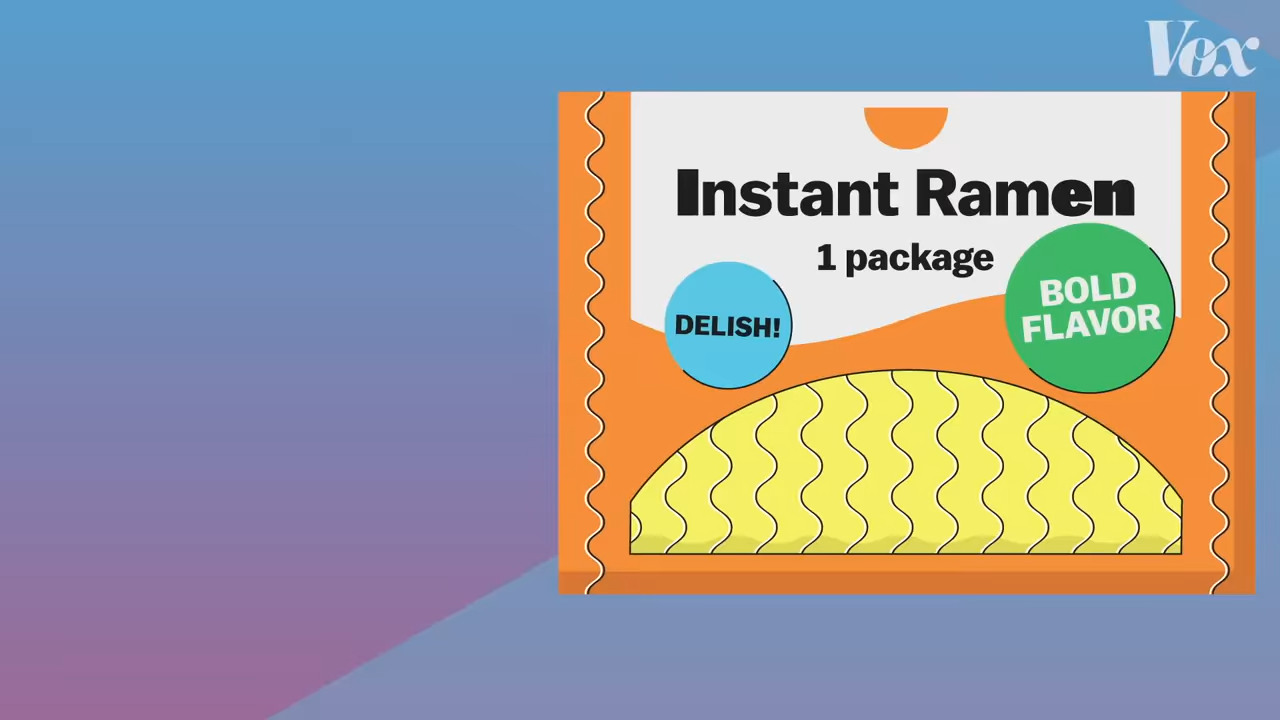 Vox
Instant Ramen
1 package
DELISH!
BOLD
FLAVOR